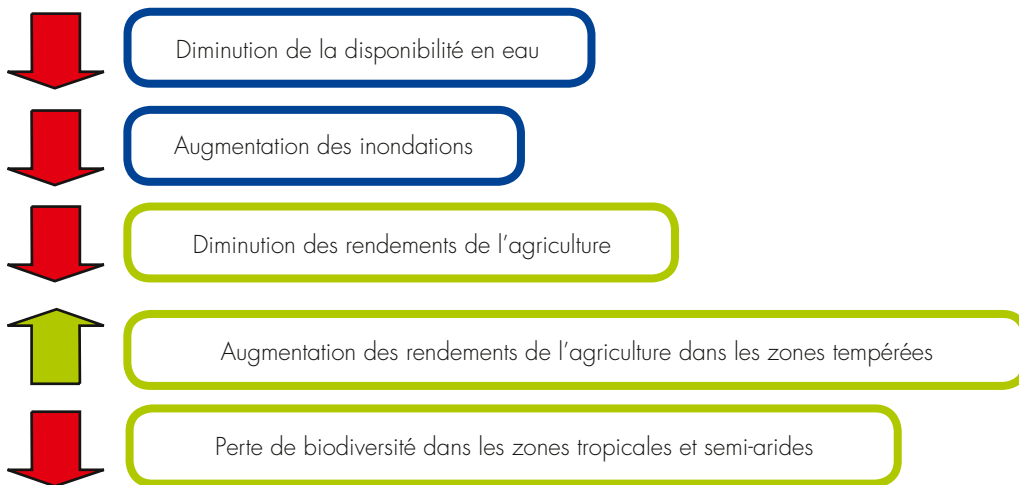 Diminution de la disponibilité en eau
Augmentation des inondations
Diminution des rendements de l’agriculture
Augmentation des rendements de l’agriculture dans les zones tempérées
Perte de biodiversité dans les zones tropicales et semi-arides